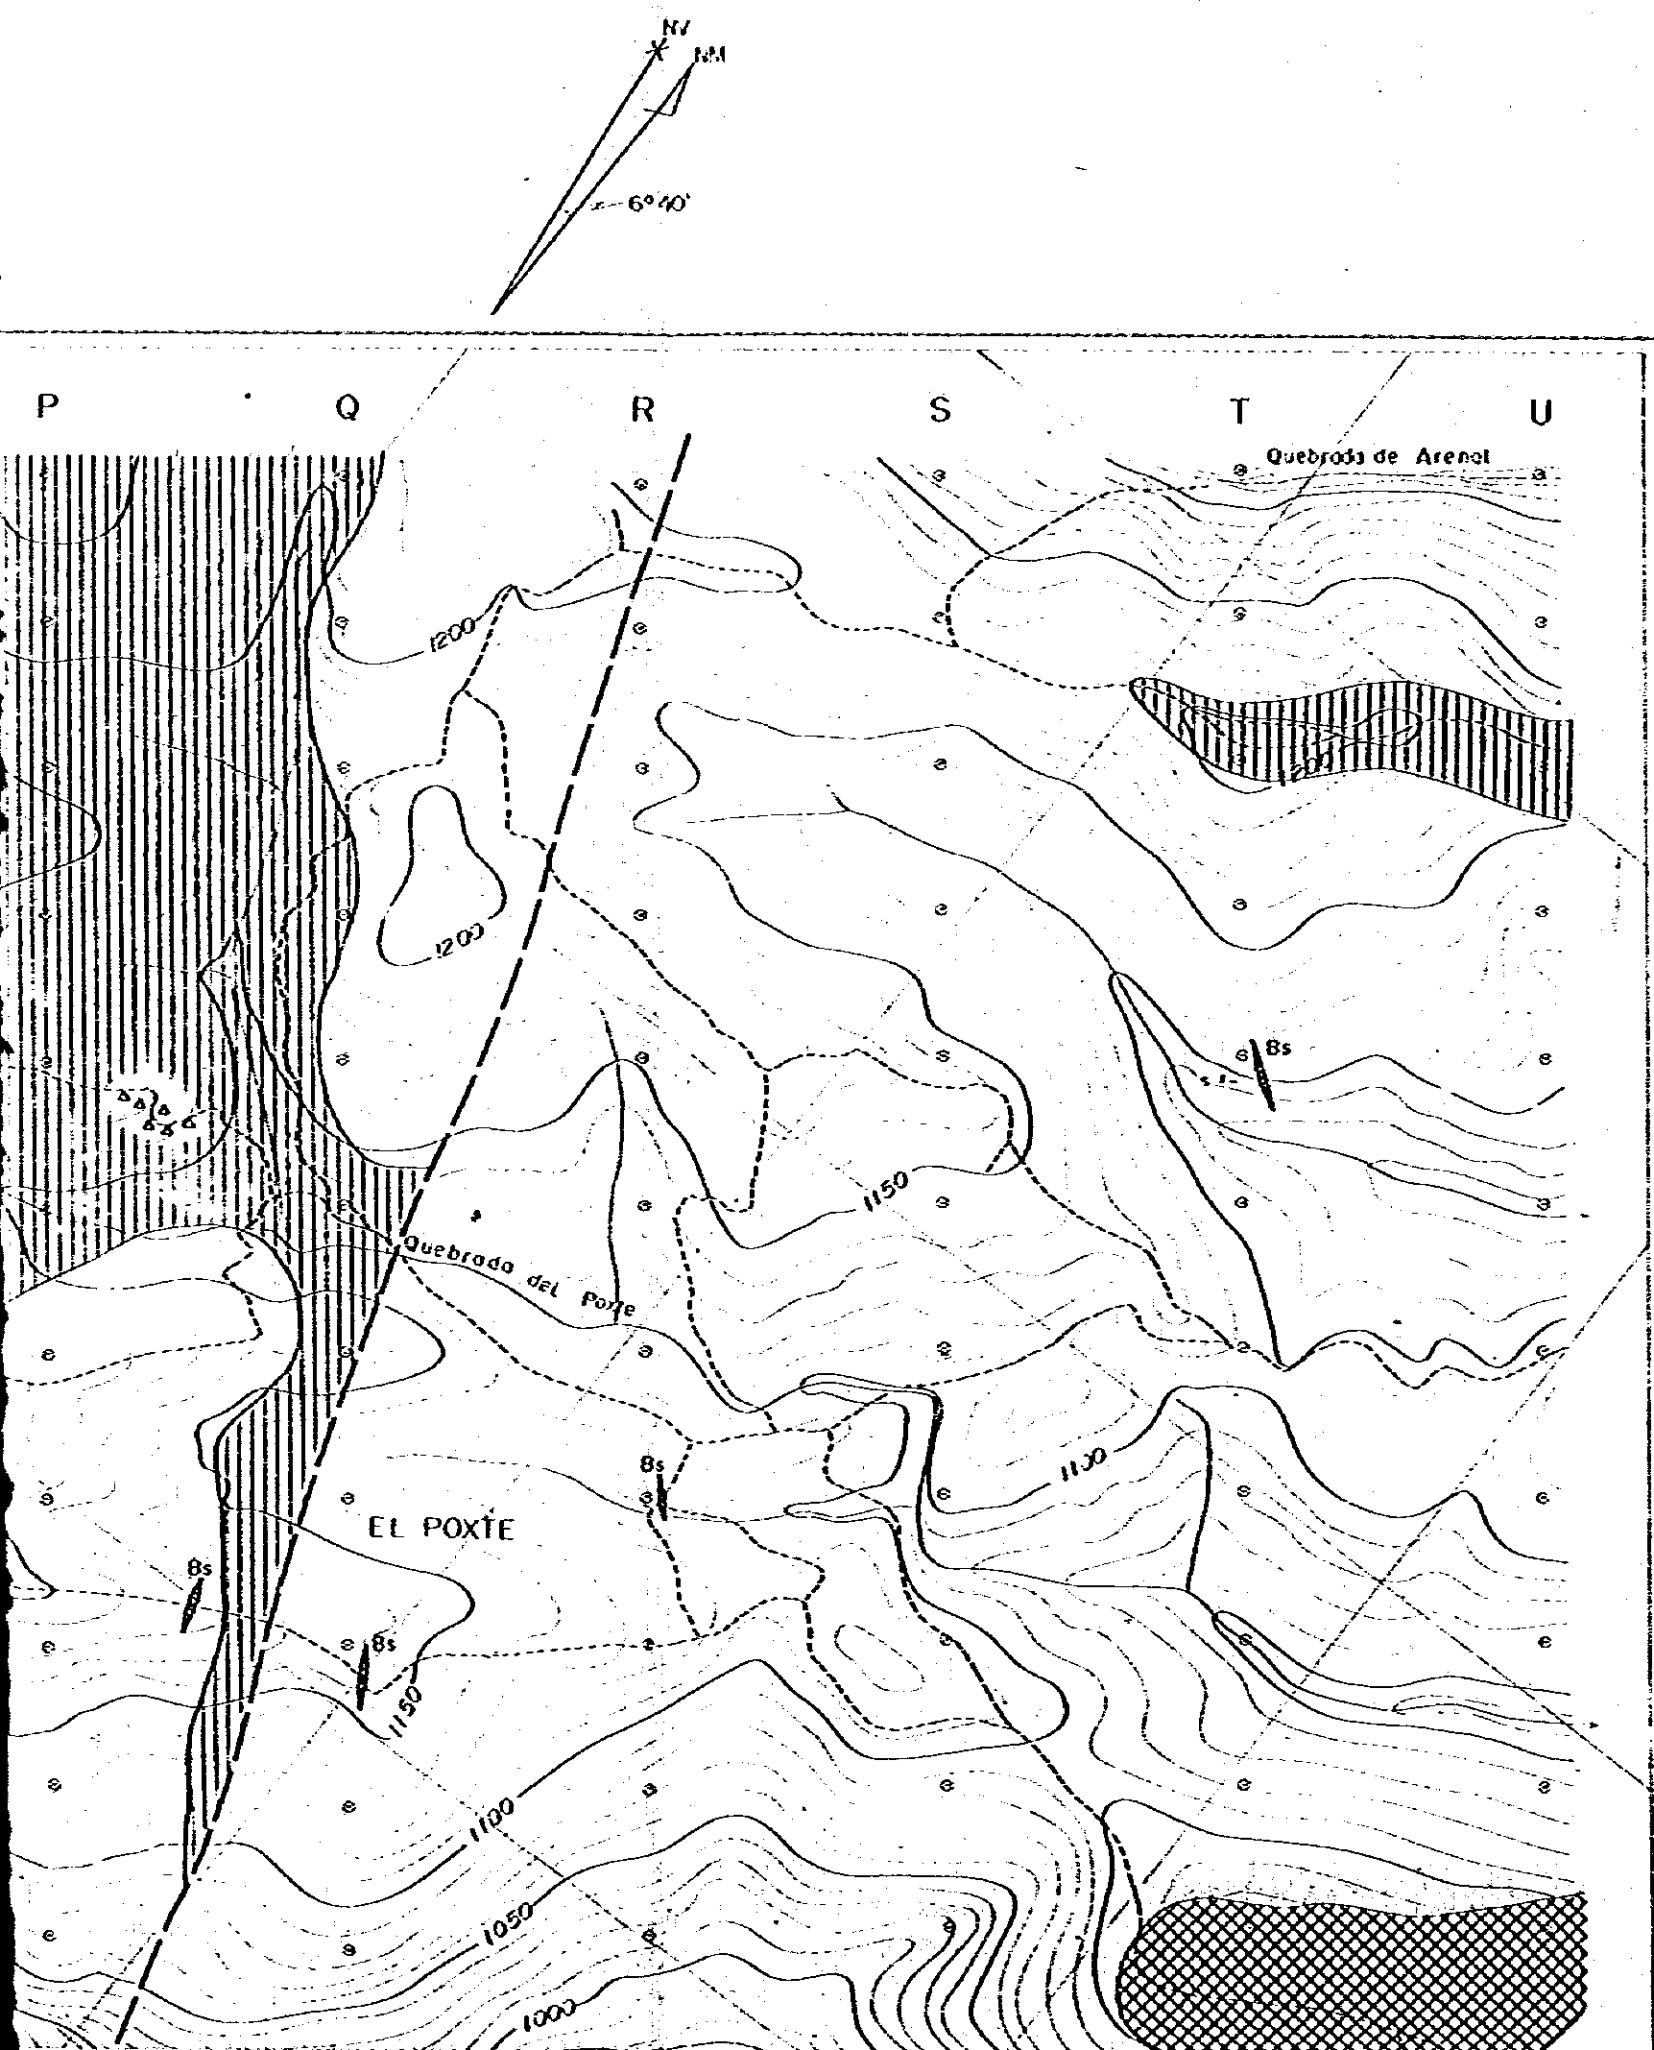 NV
NM
6°40'
P Q R S T U
Quebrada de Arenal
1200
1200
8s
1150
Quebrada del Poxte
1100
8s
EL POXTE
8s
8s
1150
1100
1050
1000